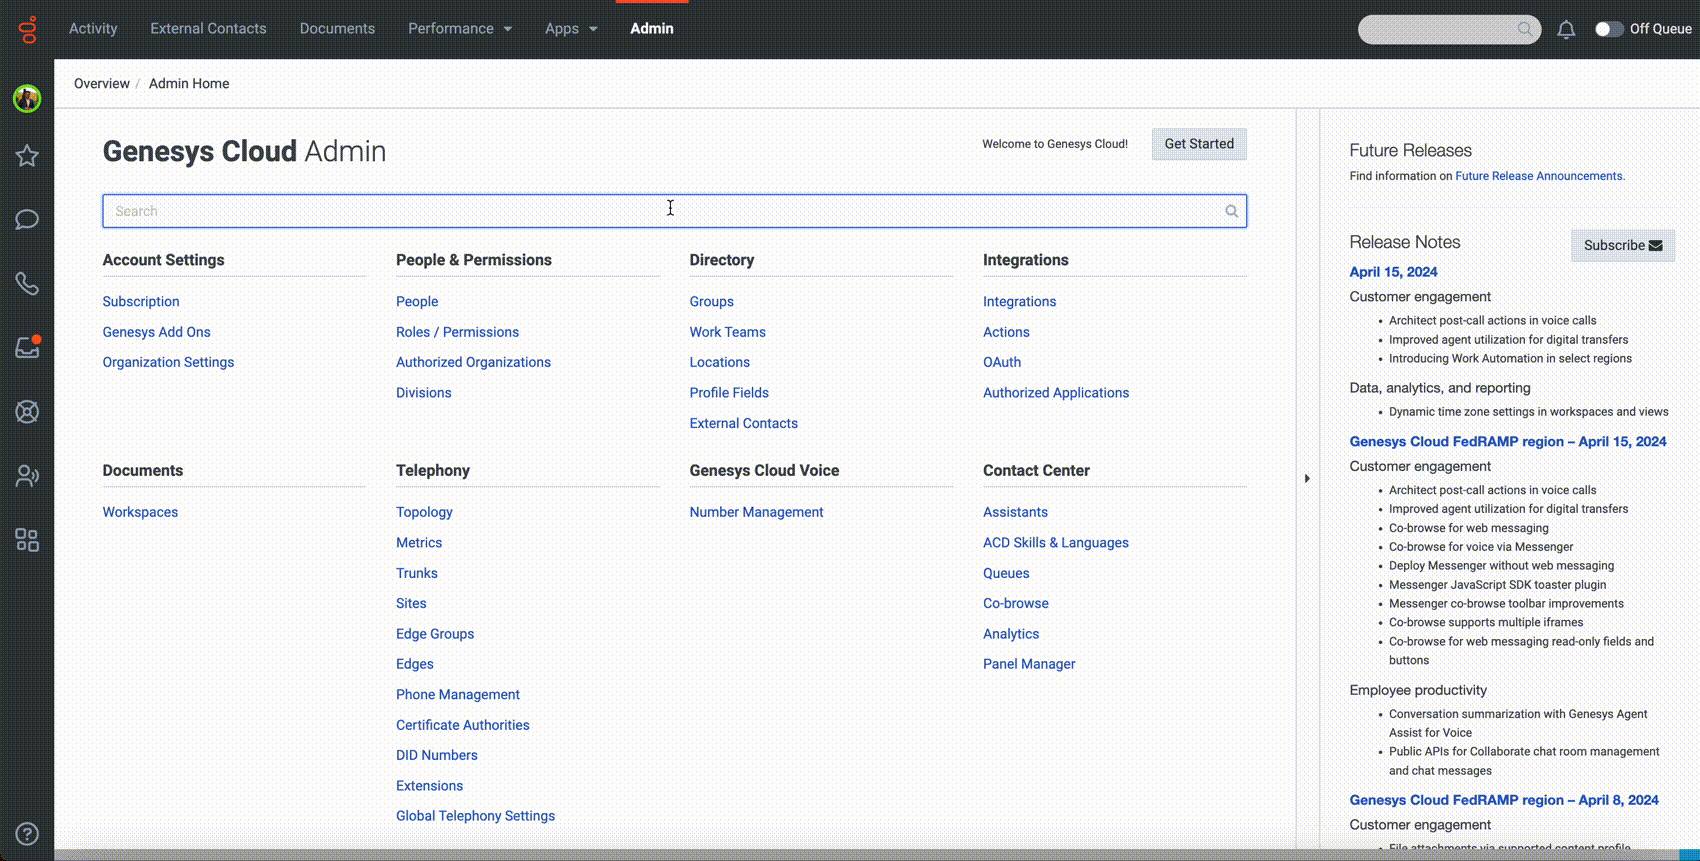 Activity
External Contacts
Documents
Performance
Apps
Admin
Off Queue
Overview / Admin Home
Genesys Cloud Admin
Welcome to Genesys Cloud!
Get Started
Search
Account Settings
Subscription
Genesys Add Ons
Organization Settings
People & Permissions
People
Roles / Permissions
Authorized Organizations
Divisions
Directory
Groups
Work Teams
Locations
Profile Fields
External Contacts
Integrations
Integrations
Actions
OAuth
Authorized Applications
Documents
Workspaces
Telephony
Topology
Metrics
Trunks
Sites
Edge Groups
Edges
Phone Management
Certificate Authorities
DID Numbers
Extensions
Global Telephony Settings
Genesys Cloud Voice
Number Management
Contact Center
Assistants
ACD Skills & Languages
Queues
Co-browse
Analytics
Panel Manager
Future Releases
Find information on Future Release Announcements.
Release Notes
Subscribe
April 15, 2024
Customer engagement
• Architect post-call actions in voice calls
• Improved agent utilization for digital transfers
• Introducing Work Automation in select regions
Data, analytics, and reporting
• Dynamic time zone settings in workspaces and views
Genesys Cloud FedRAMP region – April 15, 2024
Customer engagement
• Architect post-call actions in voice calls
• Improved agent utilization for digital transfers
• Co-browse for web messaging
• Co-browse for voice via Messenger
• Deploy Messenger without web messaging
• Messenger JavaScript SDK toaster plugin
• Messenger co-browse toolbar improvements
• Co-browse supports multiple iframes
• Co-browse for web messaging read-only fields and
buttons
Employee productivity
• Conversation summarization with Genesys Agent
Assist for Voice
• Public APIs for Collaborate chat room management
and chat messages
Genesys Cloud FedRAMP region – April 8, 2024
Customer engagement
• File attachments via supported content profile